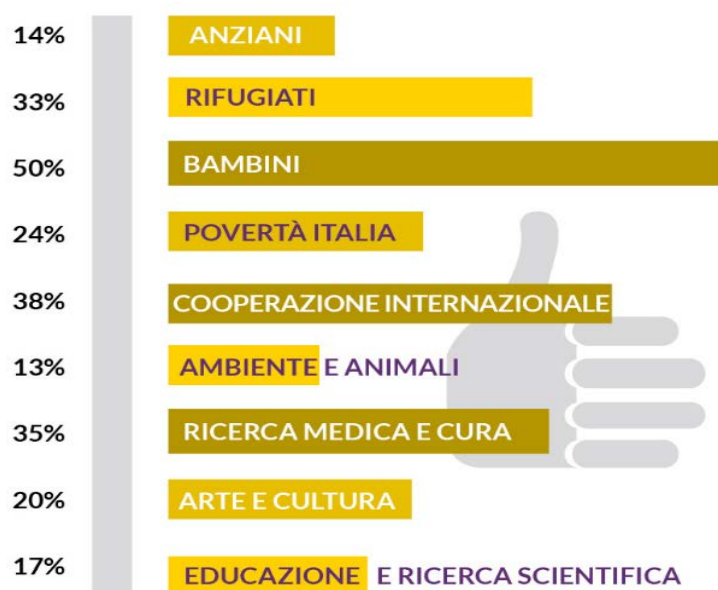 14% ANZIANI
33% RIFUGIATI
50% BAMBINI
24% POVERTÀ ITALIA
38% COOPERAZIONE INTERNAZIONALE
13% AMBIENTE E ANIMALI
35% RICERCA MEDICA E CURA
20% ARTE E CULTURA
17% EDUCAZIONE E RICERCA SCIENTIFICA